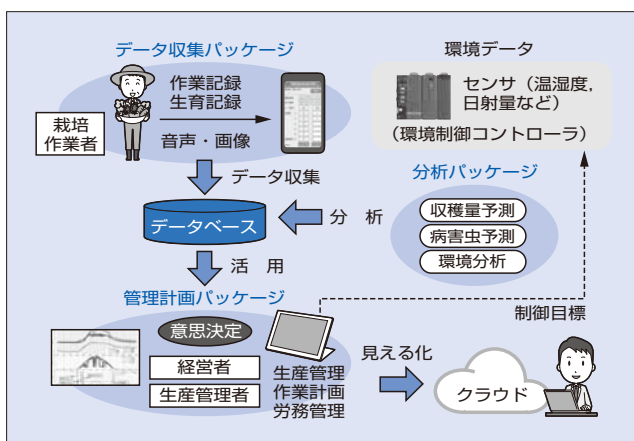 データ収集パッケージ
作業記録
生育記録
音声・画像
栽培
作業者
環境データ
センサ（温湿度,
日射量など）
（環境制御コントローラ）
データ収集
分析パッケージ
収穫量予測
病害虫予測
環境分析
データベース
分　析
活　用
管理計画パッケージ
意思決定
経営者
生産管理者
生産管理
作業計画
労務管理
制御目標
見える化
クラウド